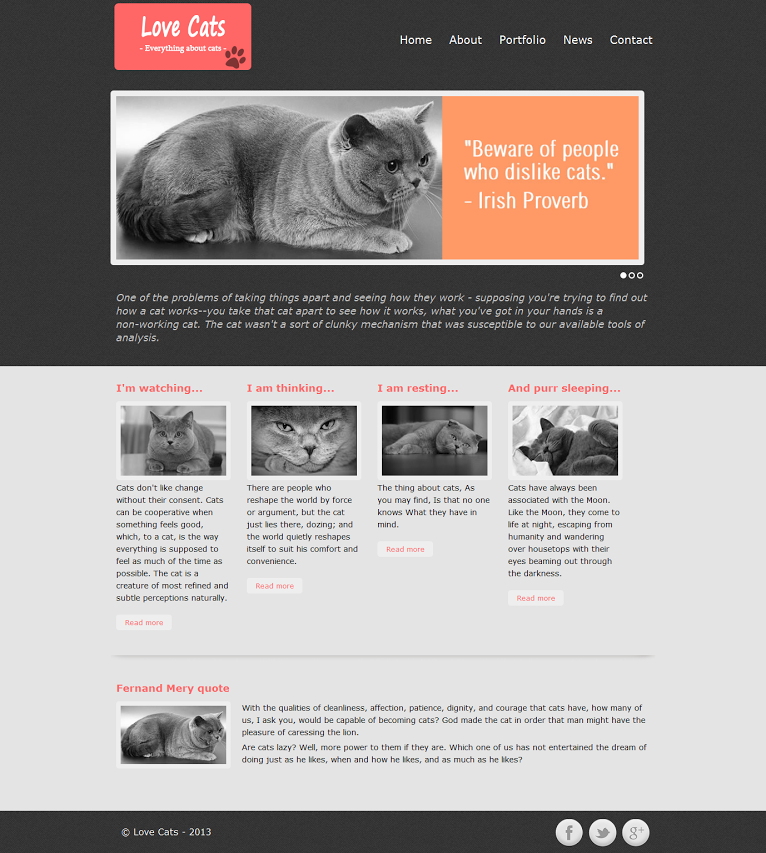 Love Cats
- Everything about cats -
Home About Portfolio News Contact
"Beware of people
who dislike cats."
- Irish Proverb
One of the problems of taking things apart and seeing how they work - supposing you're trying to find out
how a cat works--you take that cat apart to see how it works, what you've got in your hands is a
non-working cat. The cat wasn't a sort of clunky mechanism that was susceptible to our available tools of
analysis.
I'm watching...
Cats don't like change
without their consent. Cats
can be cooperative when
something feels good,
which, to a cat, is the way
everything is supposed to
feel as much of the time as
possible. The cat is a
creature of most refined and
subtle perceptions naturally.
Read more
I am thinking...
There are people who
reshape the world by force
or argument, but the cat
just lies there, dozing; and
the world quietly reshapes
itself to suit his comfort and
convenience.
Read more
I am resting...
The thing about cats, As
you may find, Is that no one
knows What they have in
mind.
Read more
And purr sleeping...
Cats have always been
associated with the Moon.
Like the Moon, they come to
life at night, escaping from
humanity and wandering
over housetops with their
eyes beaming out through
the darkness.
Read more
Fernand Mery quote
With the qualities of cleanliness, affection, patience, dignity, and courage that cats have, how many of
us, I ask you, would be capable of becoming cats? God made the cat in order that man might have the
pleasure of caressing the lion.
Are cats lazy? Well, more power to them if they are. Which one of us has not entertained the dream of
doing just as he likes, when and how he likes, and as much as he likes?
© Love Cats - 2013
f
g+